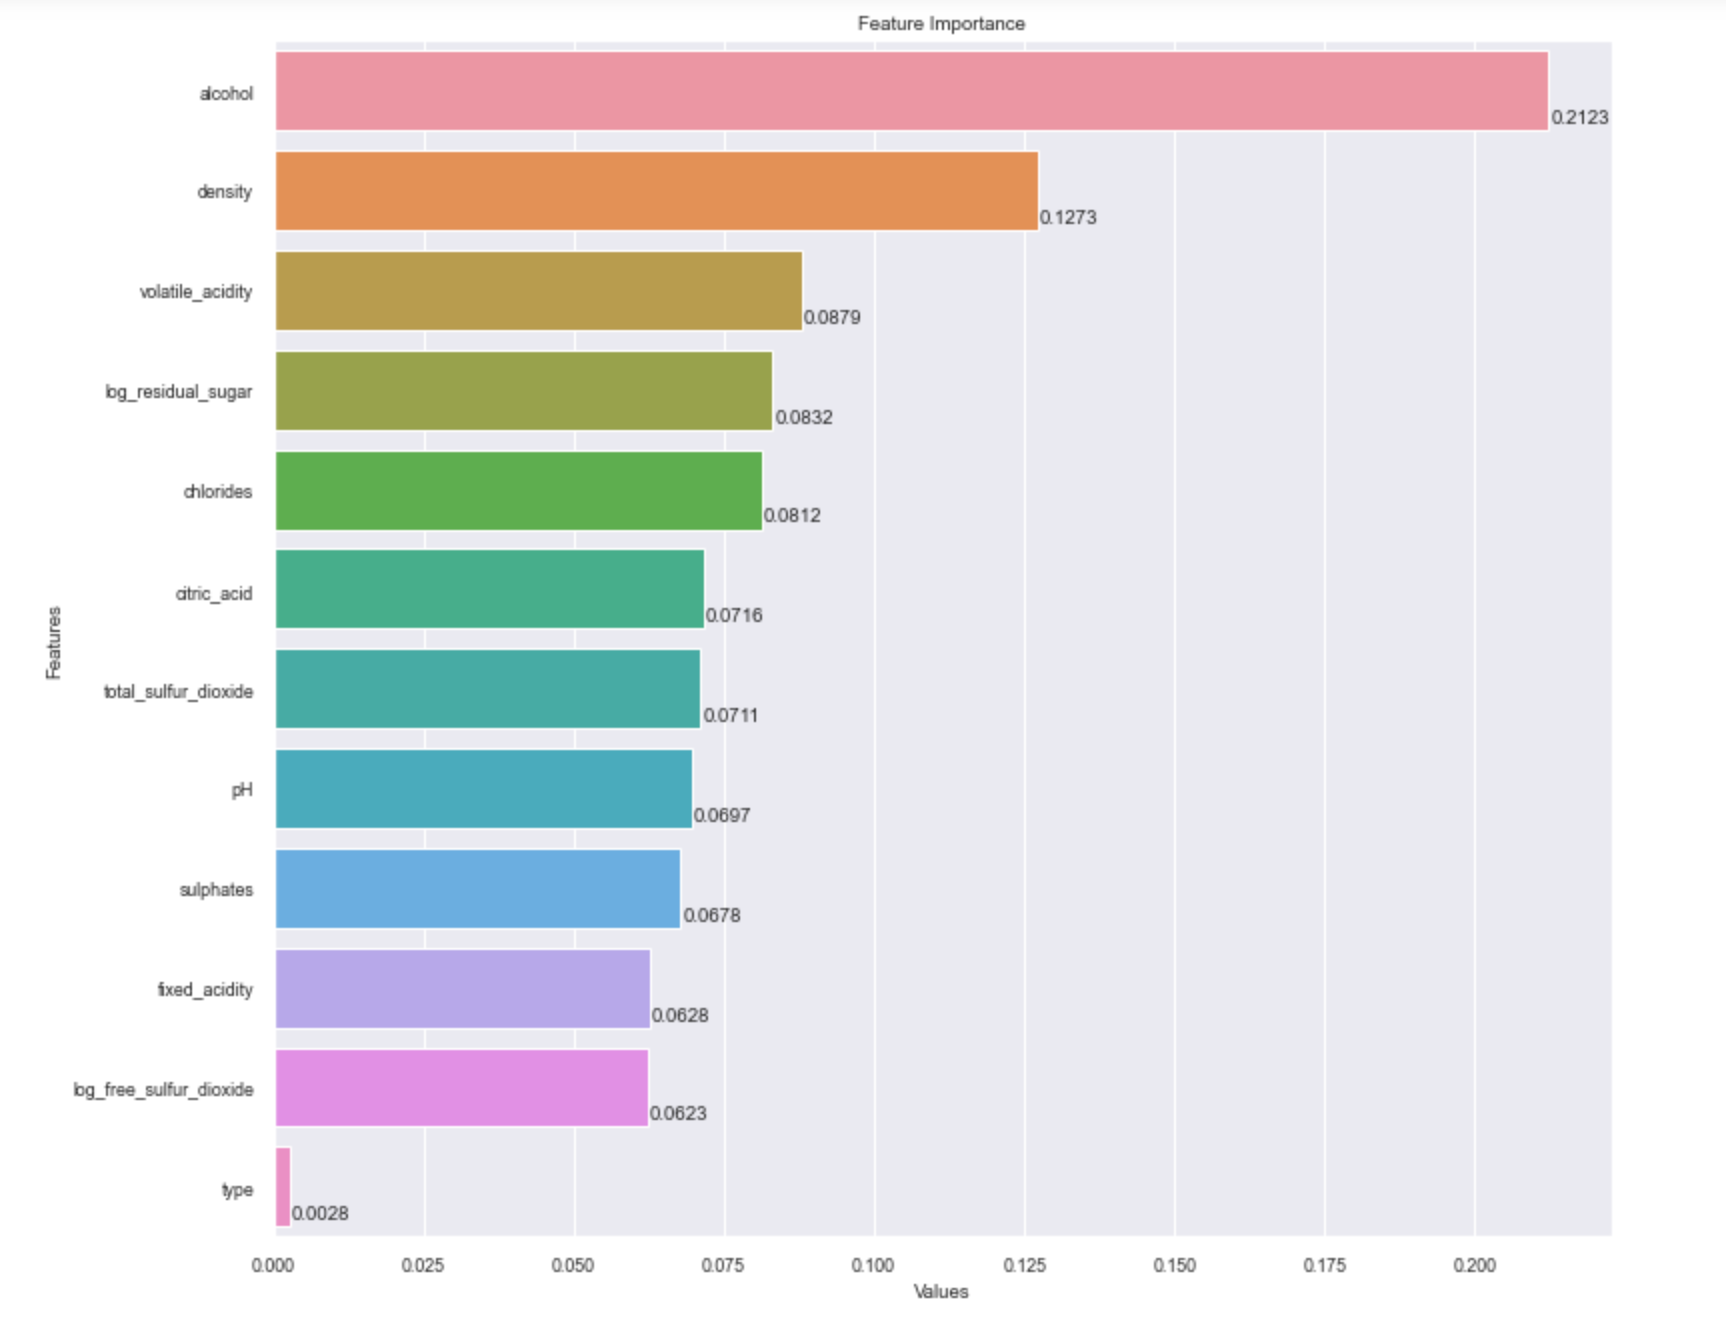 Feature Importance
alcohol
0.2123
density
0.1273
volatile_acidity
0.0879
log_residual_sugar
0.0832
chlorides
0.0812
citric_acid
0.0716
total_sulfur_dioxide
0.0711
pH
0.0697
sulphates
0.0678
fixed_acidity
0.0628
log_free_sulfur_dioxide
0.0623
type
0.0028
Features
0.000 0.025 0.050 0.075 0.100 0.125 0.150 0.175 0.200
Values